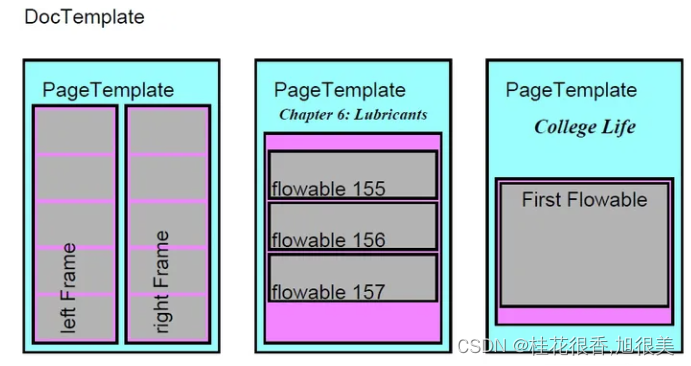 DocTemplate
PageTemplate
left Frame
right Frame
PageTemplate
Chapter 6: Lubricants
flowable 155
flowable 156
flowable 157
PageTemplate
College Life
First Flowable
CSDN @桂花很香,旭很美